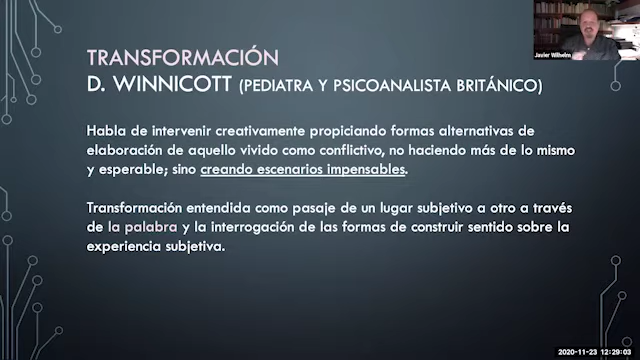 TRANSFORMACIÓN
D. WINNICOTT (PEDIATRA Y PSICOANALISTA BRITÁNICO)
Habla de intervenir creativamente propiciando formas alternativas de
elaboración de aquello vivido como conflictivo, no haciendo más de lo mismo
y esperable; sino creando escenarios impensables.
Transformación entendida como pasaje de un lugar subjetivo a otro a través
de la palabra y la interrogación de las formas de construir sentido sobre la
experiencia subjetiva.
Javier Wilhelm
2020-11-23 12:29:03